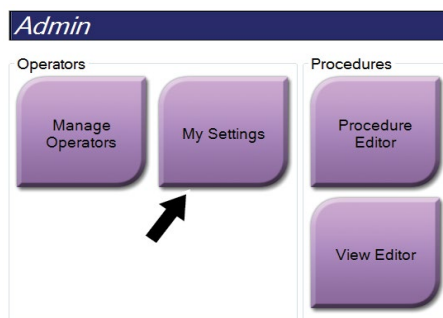 Admin
Operators
Procedures
Manage
Operators
My Settings
Procedure
Editor
View Editor